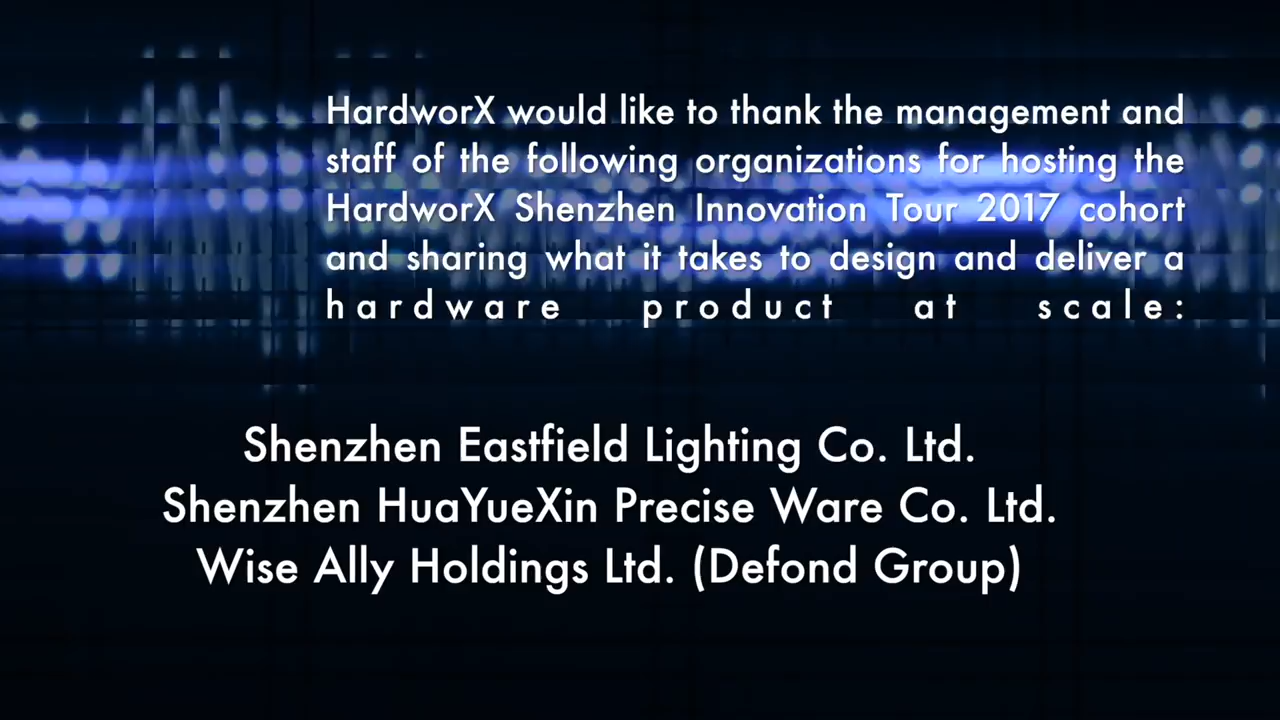 HardworX would like to thank the management and
staff of the following organizations for hosting the
HardworX Shenzhen Innovation Tour 2017 cohort
and sharing what it takes to design and deliver a
hardware product at scale:
Shenzhen Eastfield Lighting Co. Ltd.
Shenzhen HuaYueXin Precise Ware Co. Ltd.
Wise Ally Holdings Ltd. (Defond Group)